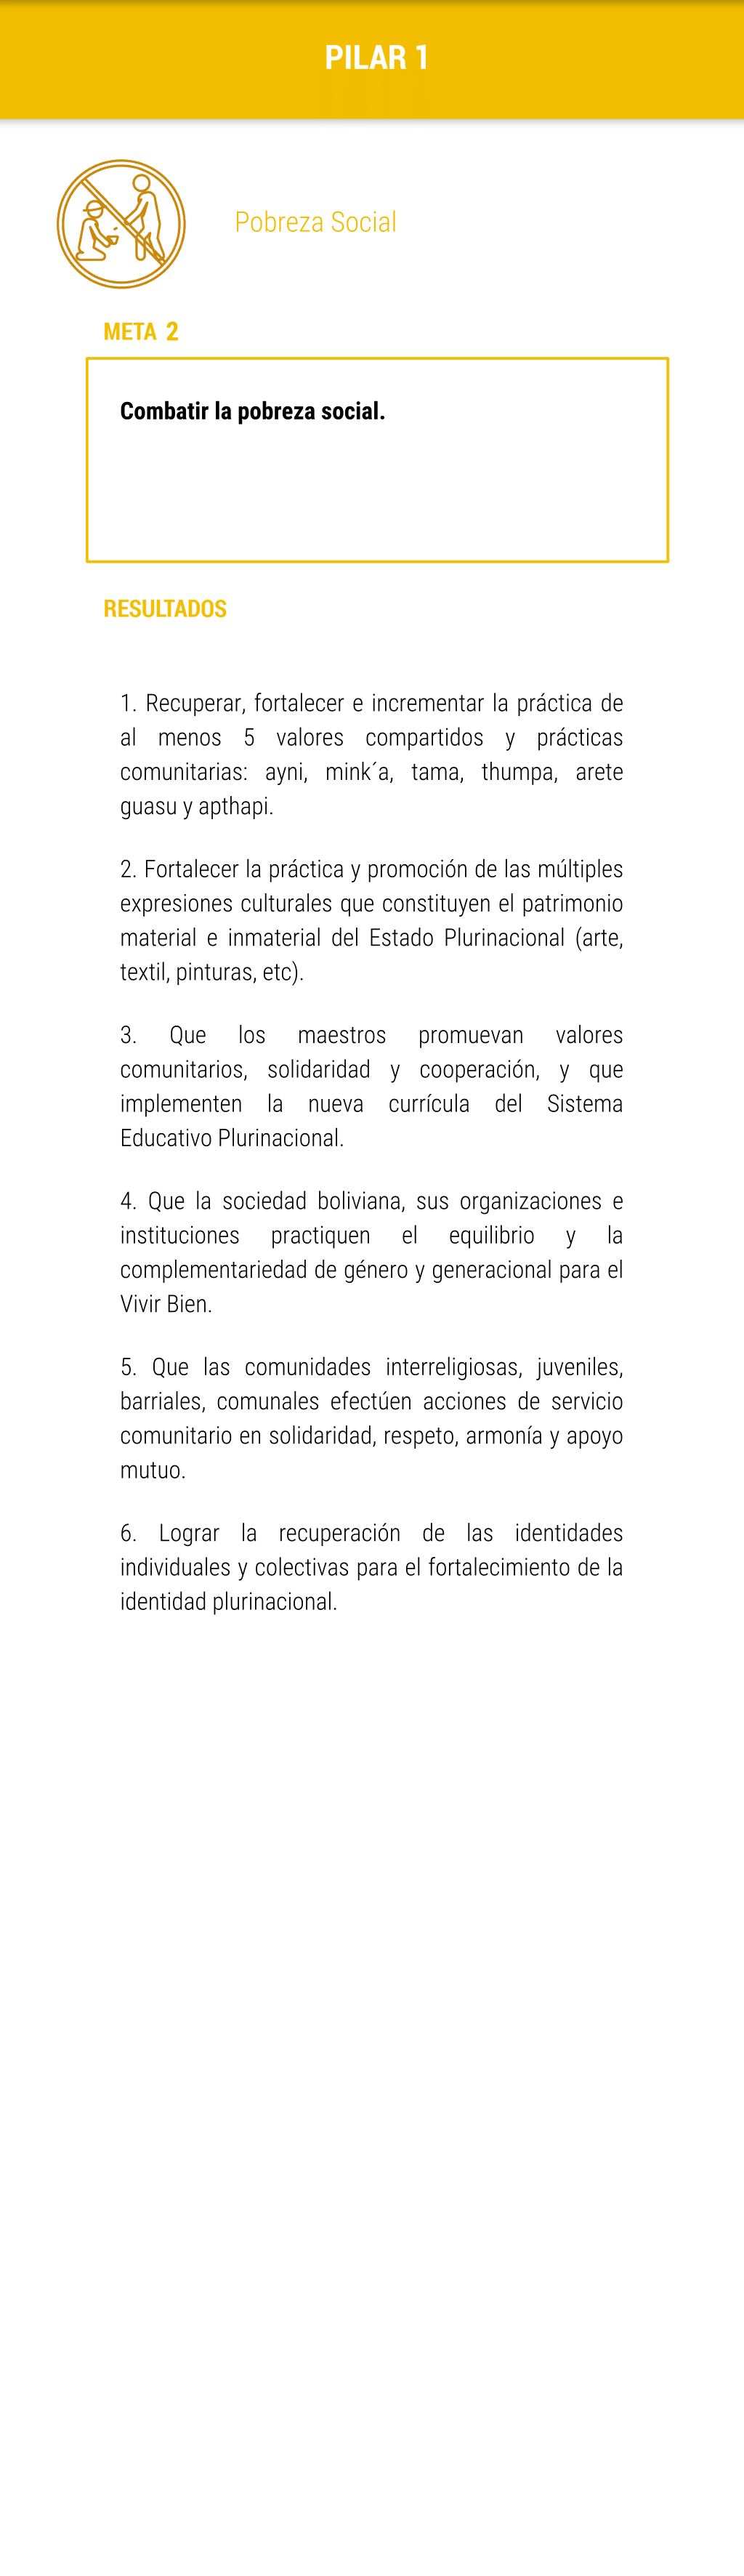 PILAR 1
Pobreza Social
META 2
Combatir la pobreza social.
RESULTADOS
1. Recuperar, fortalecer e incrementar la práctica de
al menos 5 valores compartidos y prácticas
comunitarias: ayni, mink´a, tama, thumpa, arete
guasu y apthapi.
2. Fortalecer la práctica y promoción de las múltiples
expresiones culturales que constituyen el patrimonio
material e inmaterial del Estado Plurinacional (arte,
textil, pinturas, etc).
3. Que los maestros promuevan valores
comunitarios, solidaridad y cooperación, y que
implementen la nueva currícula del Sistema
Educativo Plurinacional.
4. Que la sociedad boliviana, sus organizaciones e
instituciones practiquen el equilibrio y la
complementariedad de género y generacional para el
Vivir Bien.
5. Que las comunidades interreligiosas, juveniles,
barriales, comunales efectúen acciones de servicio
comunitario en solidaridad, respeto, armonía y apoyo
mutuo.
6. Lograr la recuperación de las identidades
individuales y colectivas para el fortalecimiento de la
identidad plurinacional.